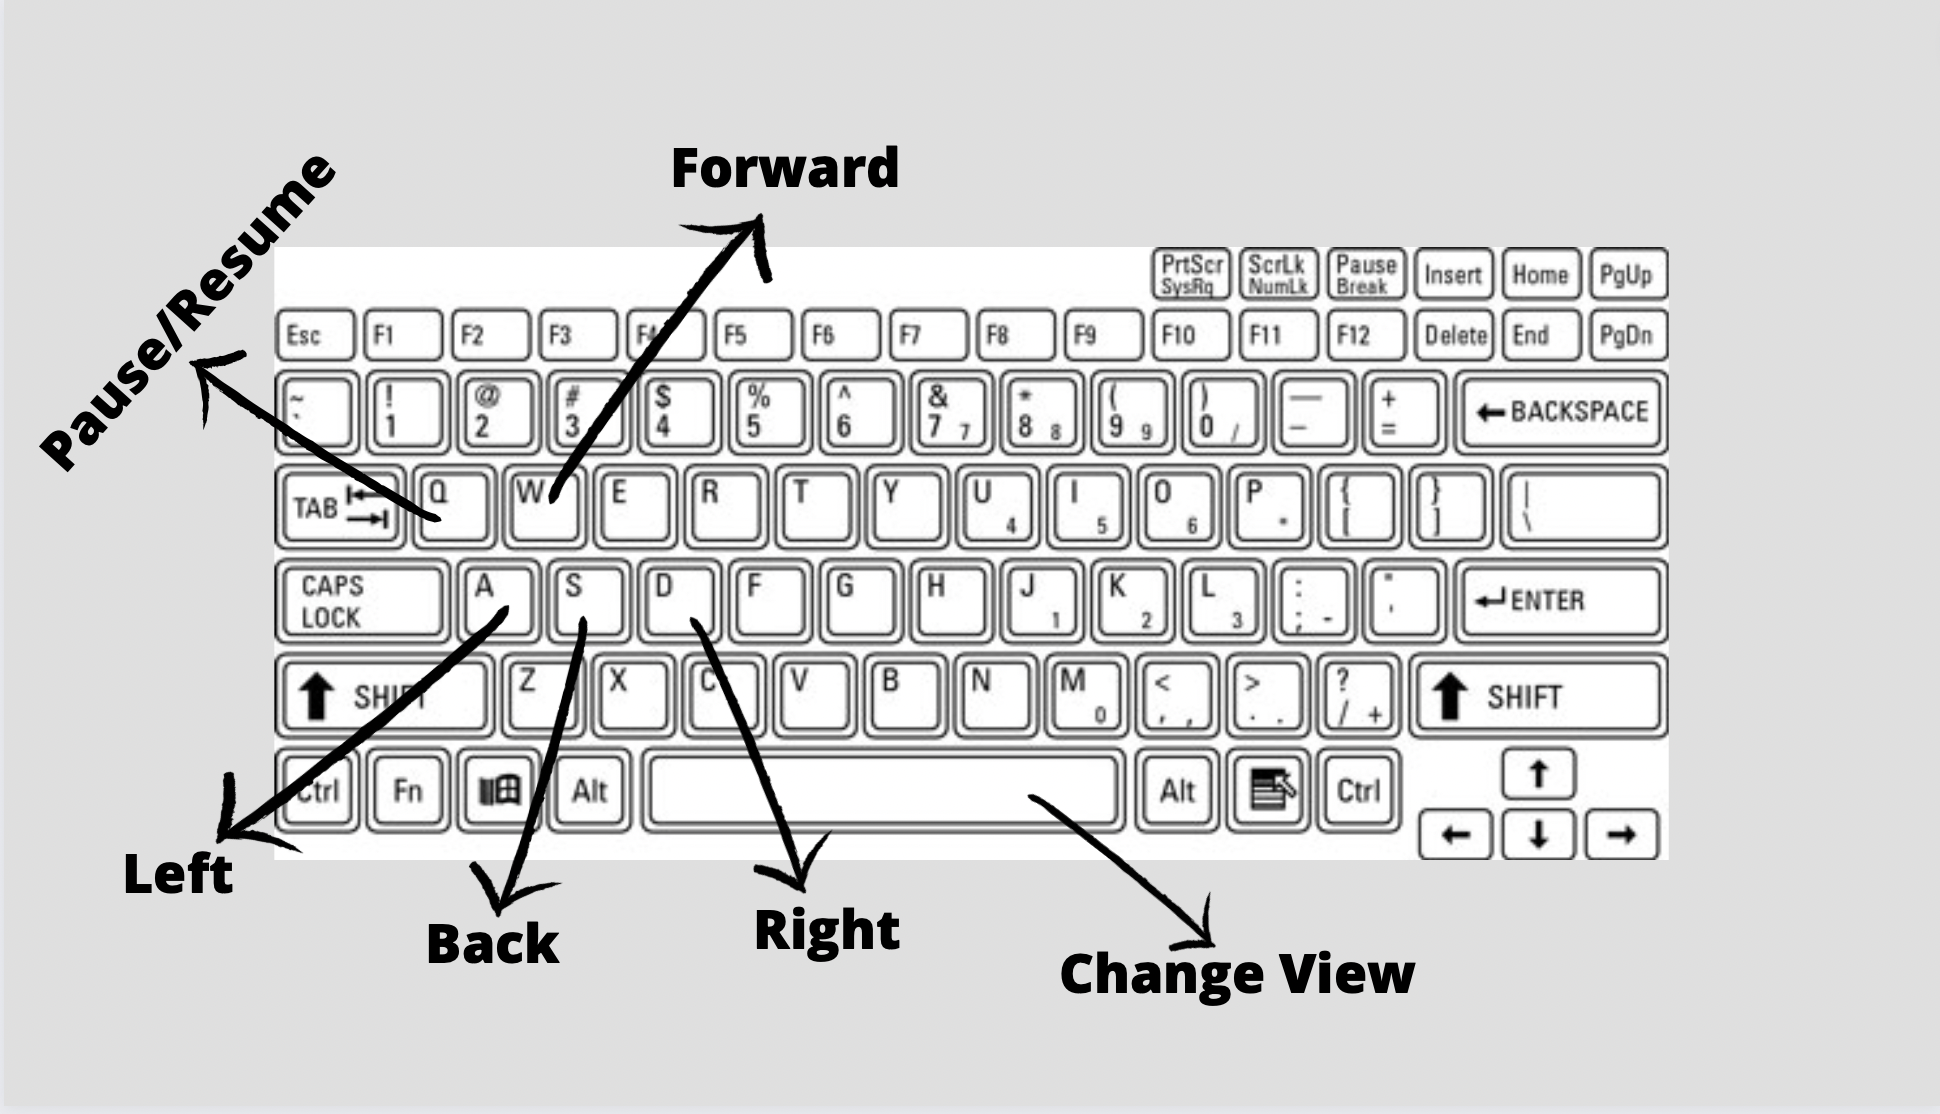 Forward
Pause/Resume
PrtScr ScrLk Pause Insert Home PgUp
SysRq NumLk Break
Esc F1 F2 F3 F4 F5 F6 F7 F8 F9 F10 F11 F12 Delete End PgDn
~ ! @ # $ % ^ & * ( ) — +
` 1 2 3 4 5 6 7 7 8 8 9 9 0 / – = ←BACKSPACE
TAB Q W E R T Y U I O P { } |
4 5 6 * [ ] \
CAPS A S D F G H J K L : "
LOCK 1 2 3 ; - ' ↵ENTER
SHIFT Z X C V B N M < > ? SHIFT
0 , , . . / +
Ctrl Fn Alt Alt Ctrl ↑
← ↓ →
Left
Back
Right
Change View